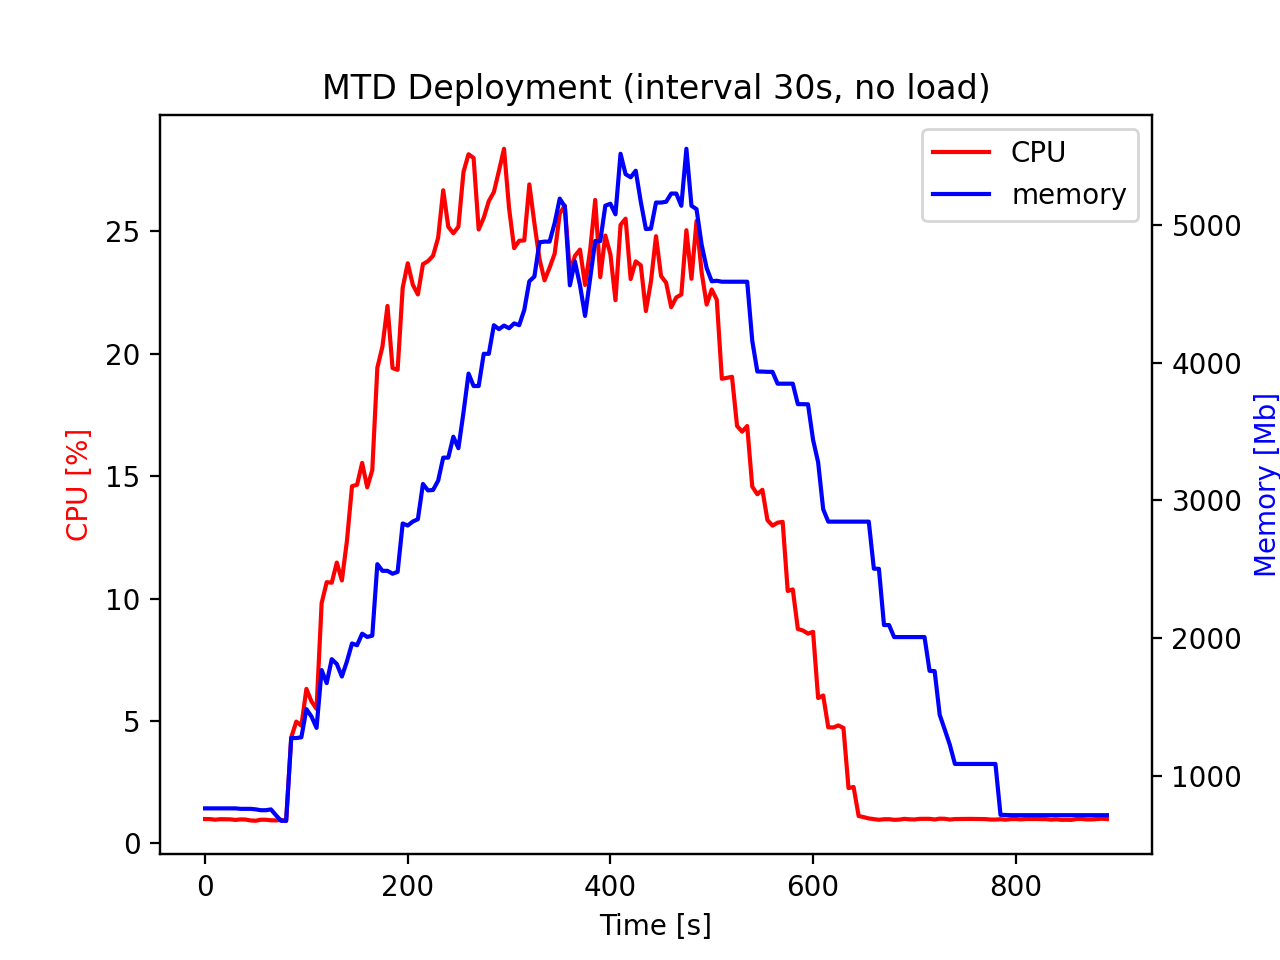 MTD Deployment (interval 30s, no load)
CPU
memory
CPU [%]
25
20
15
10
5
0
5000
4000
3000
2000
1000
Memory [Mb]
0 200 400 600 800
Time [s]